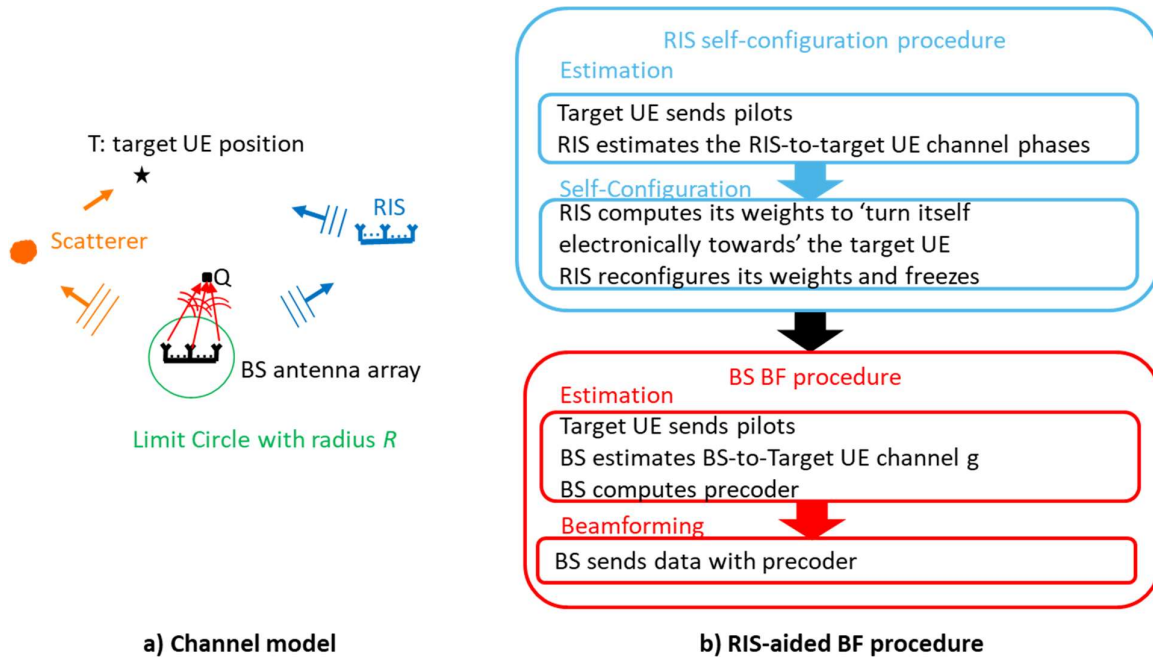 T: target UE position
RIS
Scatterer
Q
BS antenna array
Limit Circle with radius R
a) Channel model
RIS self-configuration procedure
Estimation
Target UE sends pilots
RIS estimates the RIS-to-target UE channel phases
Self-Configuration
RIS computes its weights to ‘turn itself
electronically towards’ the target UE
RIS reconfigures its weights and freezes
BS BF procedure
Estimation
Target UE sends pilots
BS estimates BS-to-Target UE channel g
BS computes precoder
Beamforming
BS sends data with precoder
b) RIS-aided BF procedure